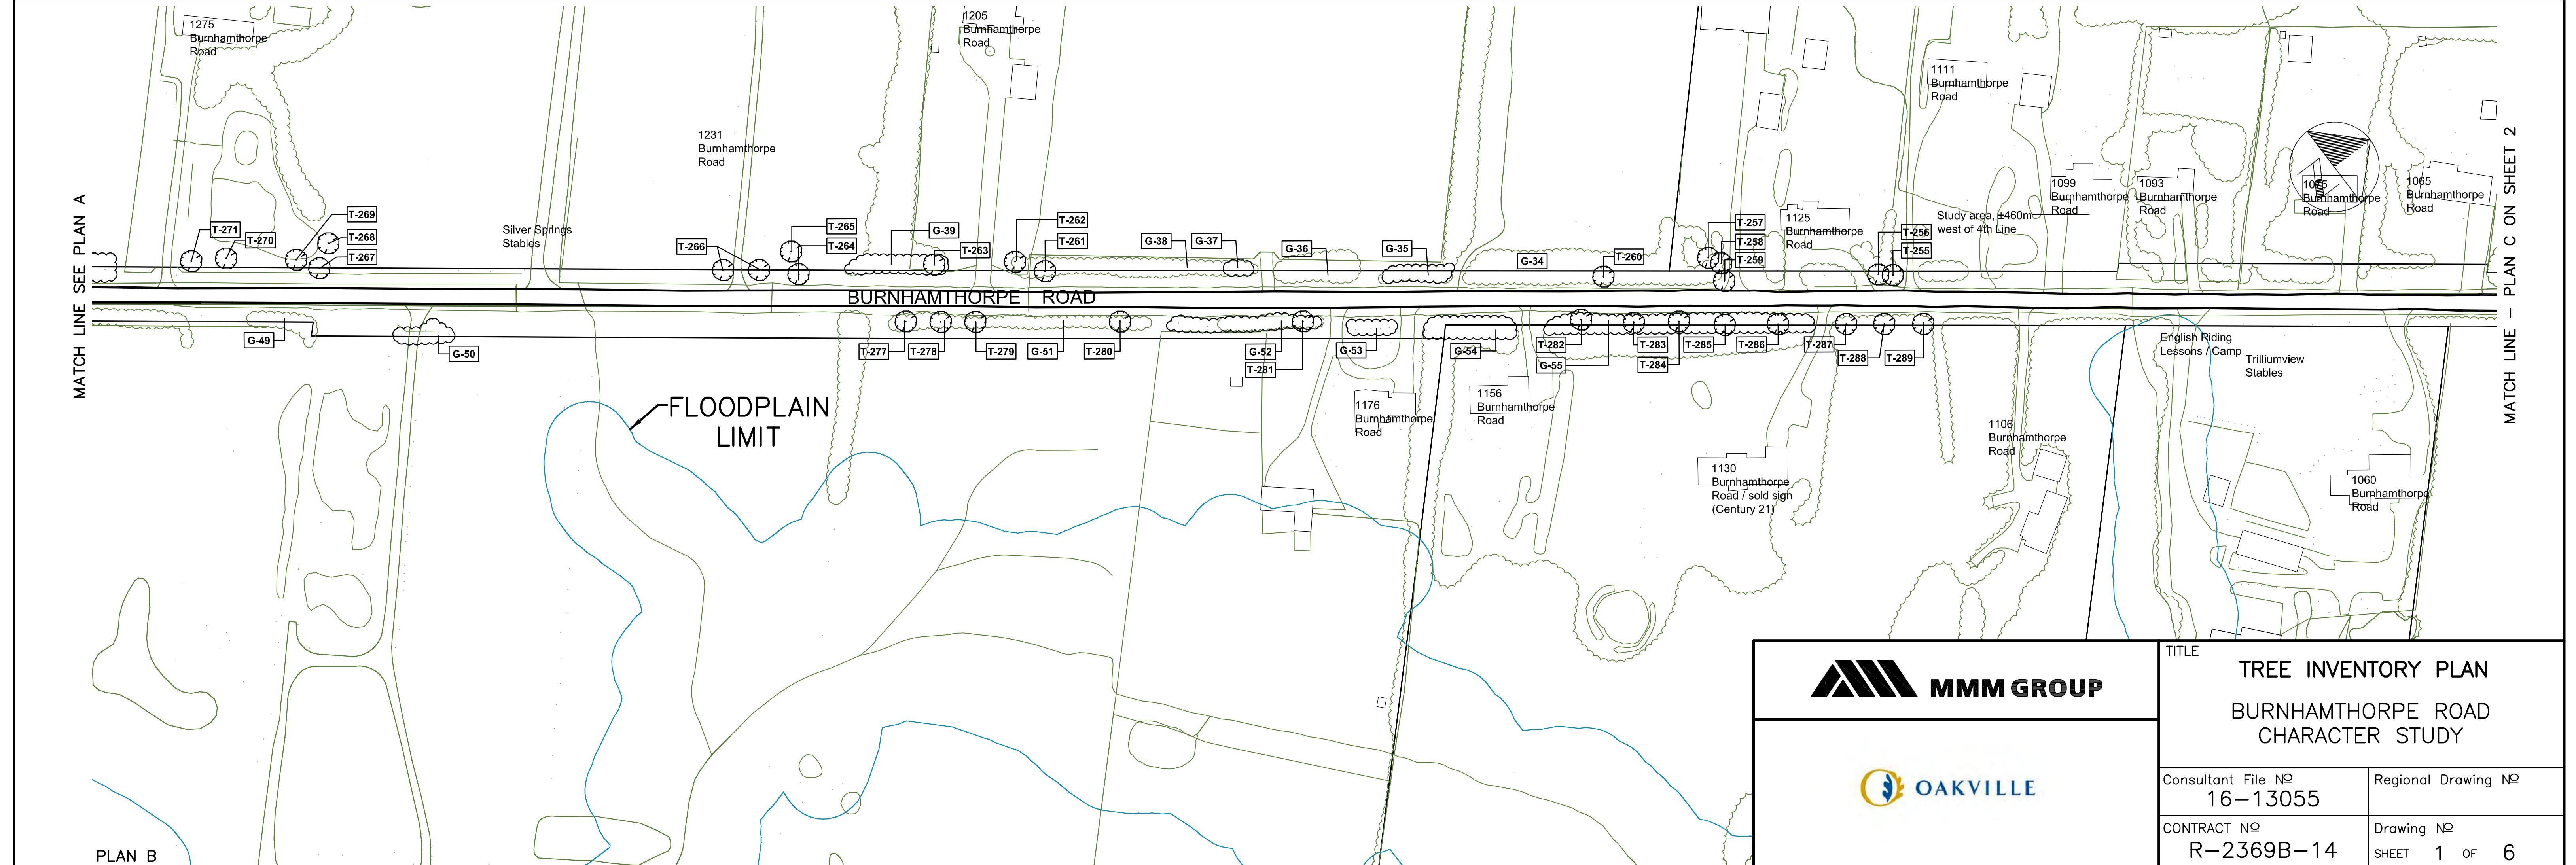 1275
Burnhamthorpe
Road
1205
Burnhamthorpe
Road
1231
Burnhamthorpe
Road
1111
Burnhamthorpe
Road
1099
Burnhamthorpe
Road
1093
Burnhamthorpe
Road
1075
Burnhamthorpe
Road
1065
Burnhamthorpe
Road
1125
Burnhamthorpe
Road
Study area, ±460m
west of 4th Line
Silver Springs
Stables
MATCH LINE SEE PLAN A
MATCH LINE - PLAN C ON SHEET 2
T-271
T-270
T-269
T-268
T-267
T-266
T-265
T-264
G-39
T-263
T-262
T-261
G-38
G-37
G-36
G-35
G-34
T-260
T-257
T-258
T-259
T-256
T-255
BURNHAMTHORPE ROAD
G-49
G-50
T-277
T-278
T-279
G-51
T-280
G-52
T-281
G-53
G-54
T-282
G-55
T-283
T-284
T-285
T-286
T-287
T-288
T-289
English Riding
Lessons / Camp
Trilliumview
Stables
FLOODPLAIN
LIMIT
1176
Burnhamthorpe
Road
1156
Burnhamthorpe
Road
1130
Burnhamthorpe
Road / sold sign
(Century 21)
1106
Burnhamthorpe
Road
1060
Burnhamthorpe
Road
PLAN B
MMM GROUP
OAKVILLE
TITLE
TREE INVENTORY PLAN
BURNHAMTHORPE ROAD
CHARACTER STUDY
Consultant File Nº
16-13055
Regional Drawing Nº
CONTRACT Nº
R-2369B-14
Drawing Nº
SHEET 1 OF 6